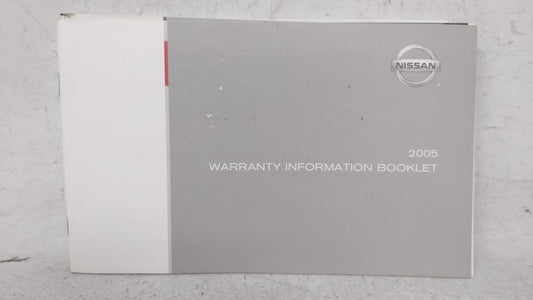 NISSAN
2005
WARRANTY INFORMATION BOOKLET